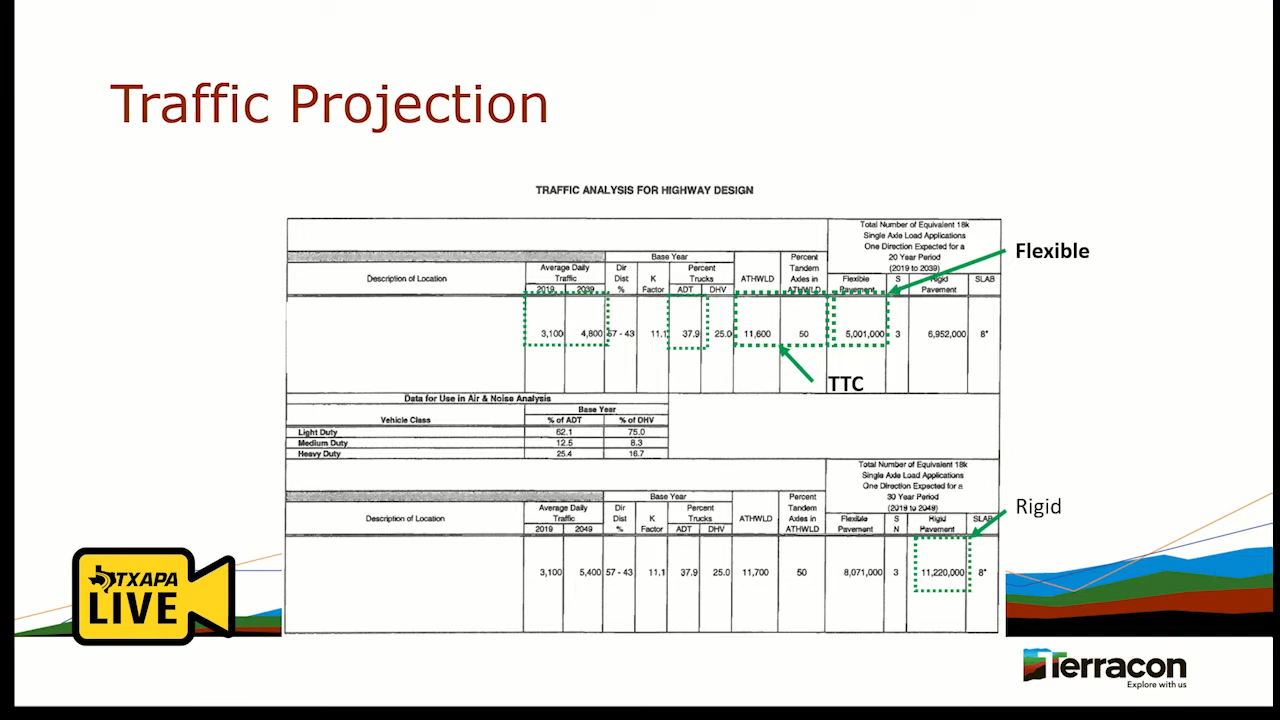 Traffic Projection
TRAFFIC ANALYSIS FOR HIGHWAY DESIGN
Total Number of Equivalent 18k
Single Axle Load Applications
One Direction Expected for a
20 Year Period
(2019 to 2039)
Flexible
Base Year
Description of Location Average Daily Traffic Dir Dist % K Factor Percent Trucks ATHWLD Percent Tandem Axles in ATHWLD Flexible Pavement S Rigid Pavement SLAB
2019 2039 ADT DHV
3,100 4,800 57 - 43 11.1 37.9 25.0 11,600 50 5,001,000 3 6,952,000 8"
TTC
Data for Use in Air & Noise Analysis
Base Year
Vehicle Class % of ADT % of DHV
Light Duty 62.1 75.0
Medium Duty 12.5 8.3
Heavy Duty 25.4 16.7
Total Number of Equivalent 18k
Single Axle Load Applications
One Direction Expected for a
30 Year Period
(2019 to 2049)
Rigid
Base Year
Description of Location Average Daily Traffic Dir Dist % K Factor Percent Trucks ATHWLD Percent Tandem Axles in ATHWLD Flexible Pavement S N Rigid Pavement SLAB
2019 2049 ADT DHV
3,100 5,400 57 - 43 11.1 37.9 25.0 11,700 50 8,071,000 3 11,220,000 8"
TXAPA
LIVE
Terracon
Explore with us